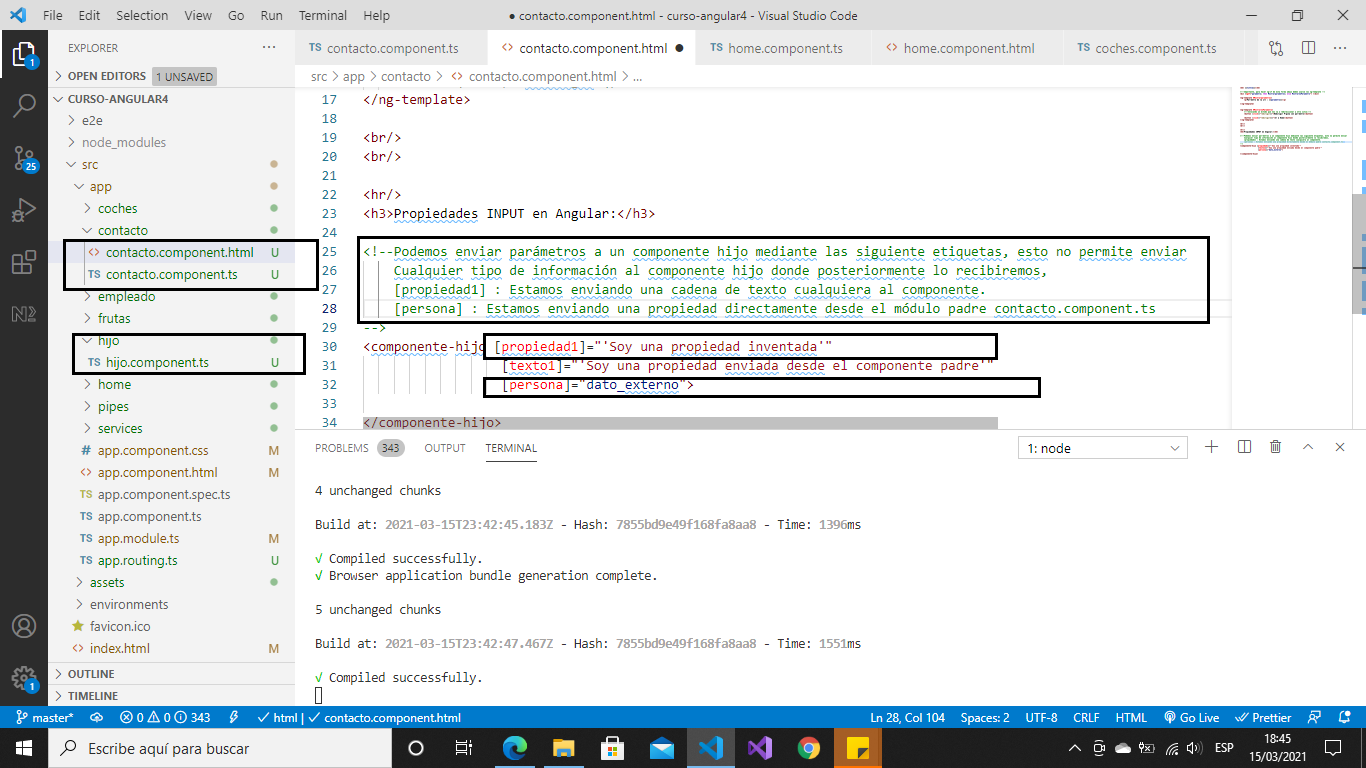 File Edit Selection View Go Run Terminal Help
● contacto.component.html - curso-angular4 - Visual Studio Code
EXPLORER
OPEN EDITORS 1 UNSAVED
CURSO-ANGULAR4
e2e
node_modules
src
app
coches
contacto
contacto.component.html U
TS contacto.component.ts U
empleado
frutas
hijo
TS hijo.component.ts U
home
pipes
services
# app.component.css M
app.component.html M
TS app.component.spec.ts
TS app.component.ts
TS app.module.ts M
TS app.routing.ts U
assets
environments
favicon.ico
index.html M
OUTLINE
TIMELINE
1
25
1
TS contacto.component.ts
<> contacto.component.html ●
TS home.component.ts
<> home.component.html
TS coches.component.ts
src > app > contacto > <> contacto.component.html > ...
17 </ng-template>
18
19 <br/>
20 <br/>
21
22 <hr/>
23 <h3>Propiedades INPUT en Angular:</h3>
24
25 <!--Podemos enviar parámetros a un componente hijo mediante las siguiente etiquetas, esto no permite enviar
26 Cualquier tipo de información al componente hijo donde posteriormente lo recibiremos,
27 [propiedad1] : Estamos enviando una cadena de texto cualquiera al componente.
28 [persona] : Estamos enviando una propiedad directamente desde el módulo padre contacto.component.ts
29 -->
30 <componente-hijo [propiedad1]="'Soy una propiedad inventada'"
31 [texto1]="'Soy una propiedad enviada desde el componente padre'"
32 [persona]="dato_externo">
33
34 </componente-hijo>
PROBLEMS 343 OUTPUT TERMINAL
1: node
4 unchanged chunks
Build at: 2021-03-15T23:42:45.183Z - Hash: 7855bd9e49f168fa8aa8 - Time: 1396ms
√ Compiled successfully.
√ Browser application bundle generation complete.
5 unchanged chunks
Build at: 2021-03-15T23:42:47.467Z - Hash: 7855bd9e49f168fa8aa8 - Time: 1551ms
√ Compiled successfully.
master* 0 0 343 html | contacto.component.html
Ln 28, Col 104 Spaces: 2 UTF-8 CRLF HTML Go Live Prettier
Escribe aquí para buscar
ESP
18:45
15/03/2021